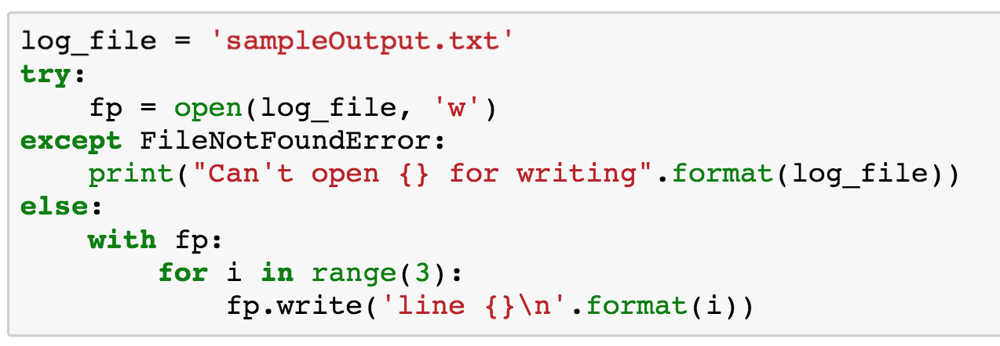 log_file = 'sampleOutput.txt'
try:
    fp = open(log_file, 'w')
except FileNotFoundError:
    print("Can't open {} for writing".format(log_file))
else:
    with fp:
        for i in range(3):
            fp.write('line {}\n'.format(i))